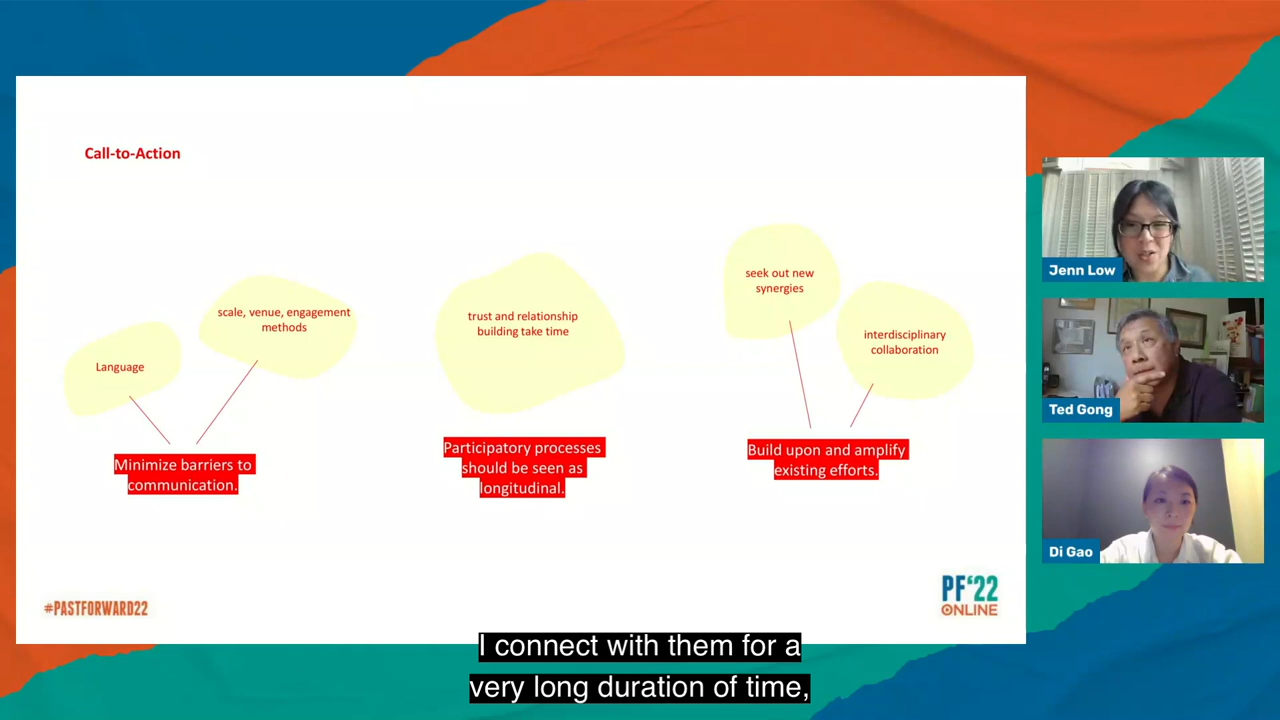 Call-to-Action
Language
scale, venue, engagement
methods
Minimize barriers to
communication.
trust and relationship
building take time
Participatory processes
should be seen as
longitudinal.
seek out new
synergies
interdisciplinary
collaboration
Build upon and amplify
existing efforts.
#PASTFORWARD22
PF'22
ONLINE
Jenn Low
Ted Gong
Di Gao
I connect with them for a
very long duration of time,